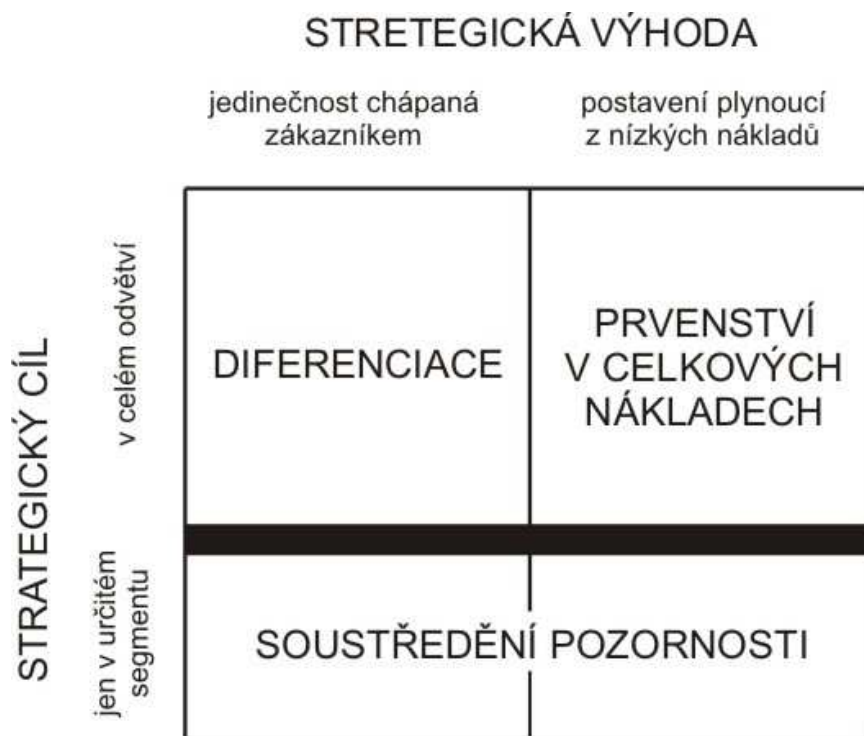 STRETEGICKÁ VÝHODA
jedinečnost chápaná
zákazníkem
postavení plynoucí
z nízkých nákladů
STRATEGICKÝ CÍL
v celém odvětví
DIFERENCIACE
PRVENSTVÍ
V CELKOVÝCH
NÁKLADECH
jen v určitém
segmentu
SOUSTŘEDĚNÍ POZORNOSTI